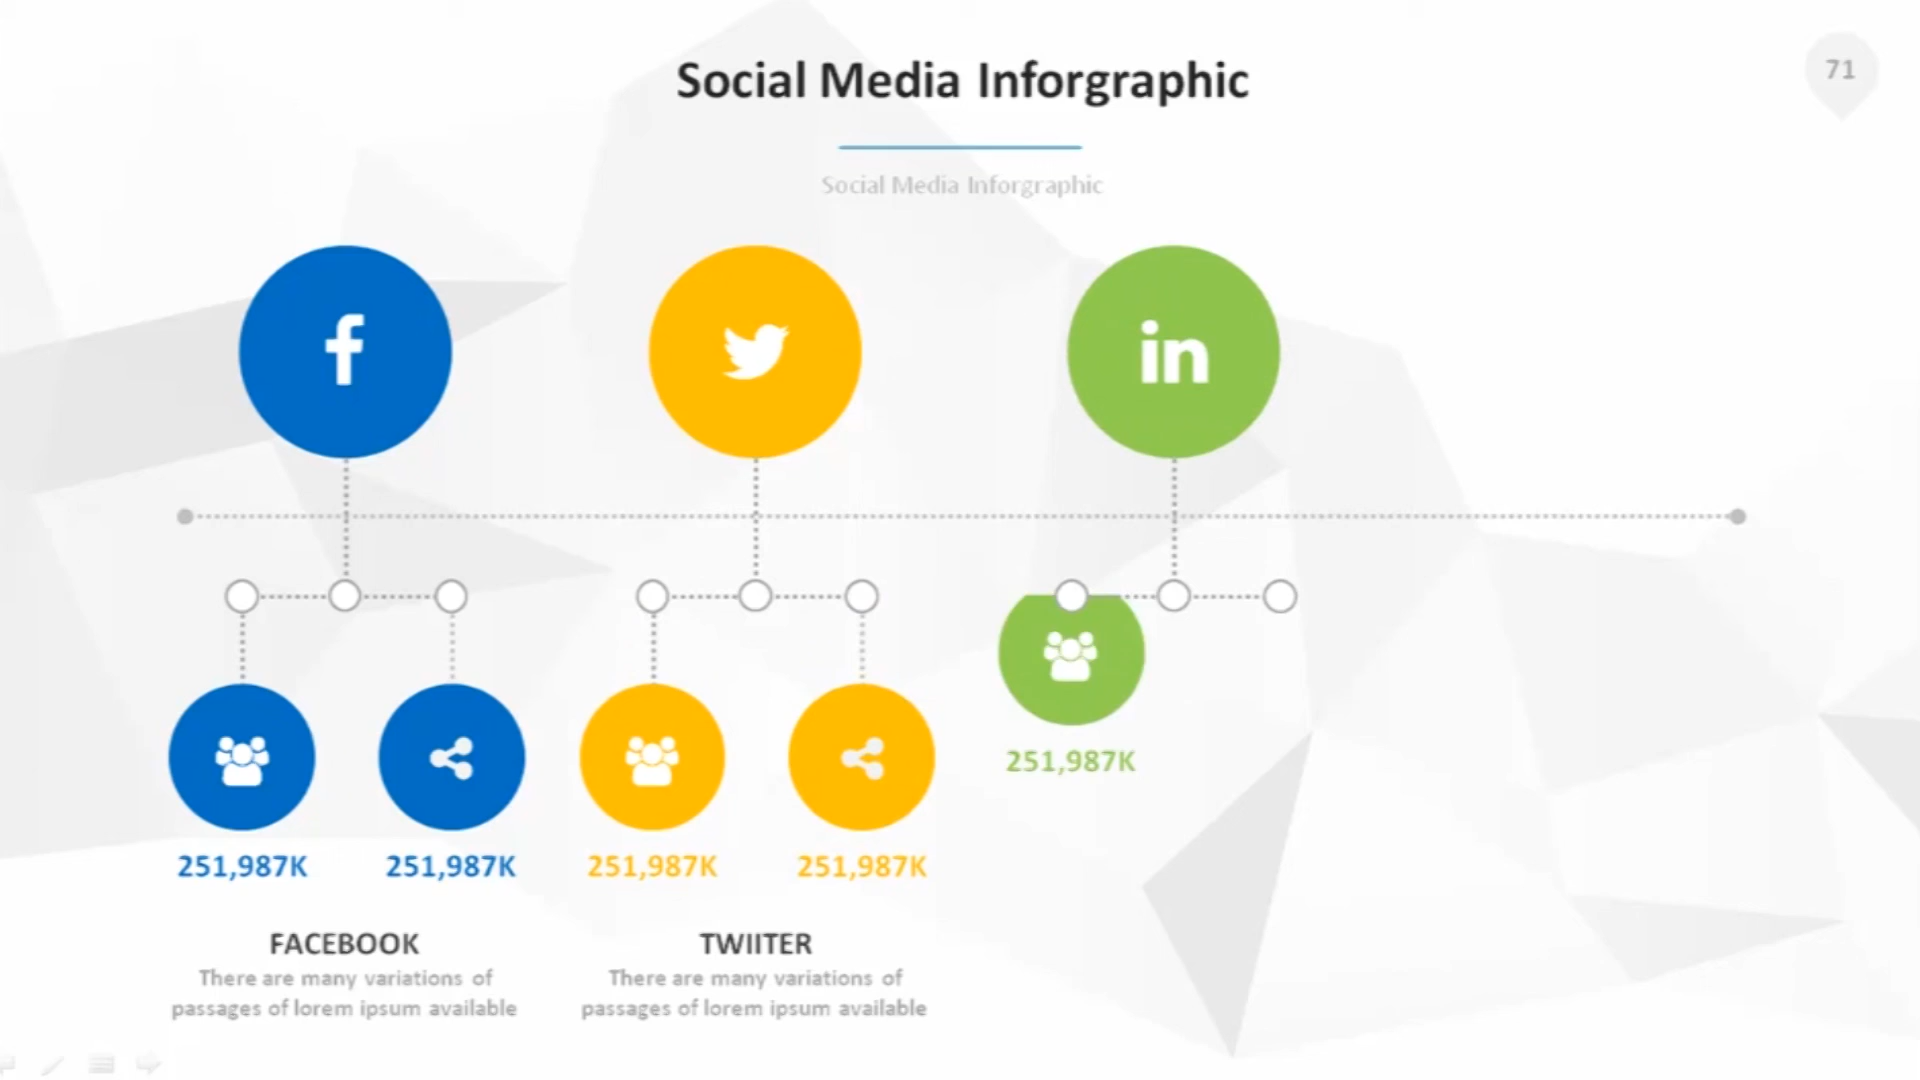 Social Media Inforgraphic
71
Social Media Inforgraphic
f
in
251,987K
251,987K 251,987K 251,987K 251,987K
FACEBOOK
There are many variations of
passages of lorem ipsum available
TWIITER
There are many variations of
passages of lorem ipsum available